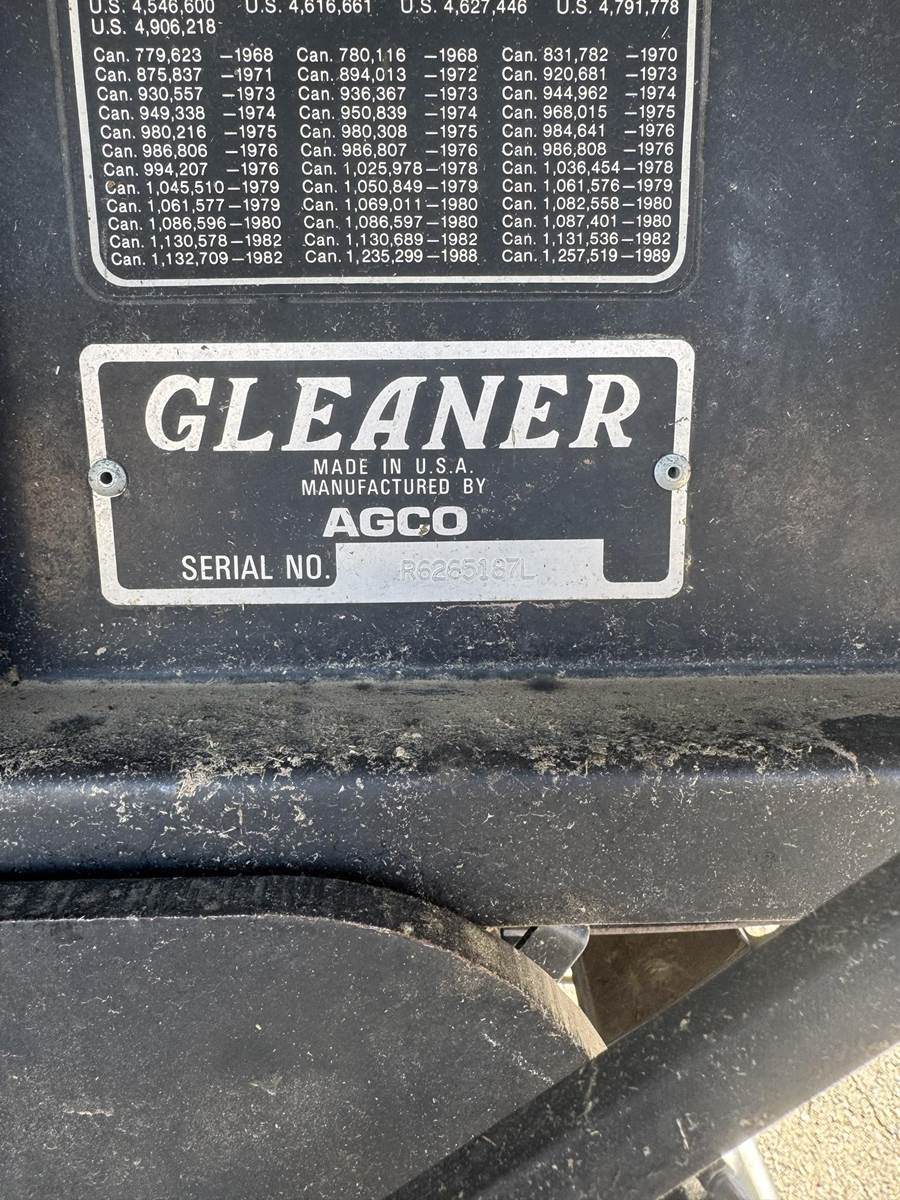 U.S. 4,546,600 U.S. 4,616,661 U.S. 4,627,446 U.S. 4,791,778
U.S. 4,906,218
Can. 779,623 –1968 Can. 780,116 –1968 Can. 831,782 –1970
Can. 875,837 –1971 Can. 894,013 –1972 Can. 920,681 –1973
Can. 930,557 –1973 Can. 936,367 –1973 Can. 944,962 –1974
Can. 949,338 –1974 Can. 950,839 –1974 Can. 968,015 –1975
Can. 980,216 –1975 Can. 980,308 –1975 Can. 984,641 –1976
Can. 986,806 –1976 Can. 986,807 –1976 Can. 986,808 –1976
Can. 994,207 –1976 Can. 1,025,978 –1978 Can. 1,036,454 –1978
Can. 1,045,510 –1979 Can. 1,050,849 –1979 Can. 1,061,576 –1979
Can. 1,061,577 –1979 Can. 1,069,011 –1980 Can. 1,082,558 –1980
Can. 1,086,596 –1980 Can. 1,086,597 –1980 Can. 1,087,401 –1980
Can. 1,130,578 –1982 Can. 1,130,689 –1982 Can. 1,131,536 –1982
Can. 1,132,709 –1982 Can. 1,235,299 –1988 Can. 1,257,519 –1989
GLEANER
MADE IN U.S.A.
MANUFACTURED BY
AGCO
SERIAL NO. R6265187L